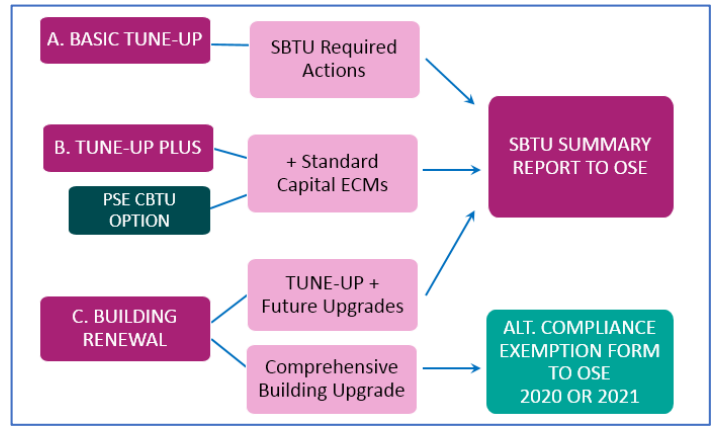 A. BASIC TUNE-UP
SBTU Required
Actions
B. TUNE-UP PLUS
PSE CBTU
OPTION
+ Standard
Capital ECMs
SBTU SUMMARY
REPORT TO OSE
C. BUILDING
RENEWAL
TUNE-UP +
Future Upgrades
Comprehensive
Building Upgrade
ALT. COMPLIANCE
EXEMPTION FORM
TO OSE
2020 OR 2021